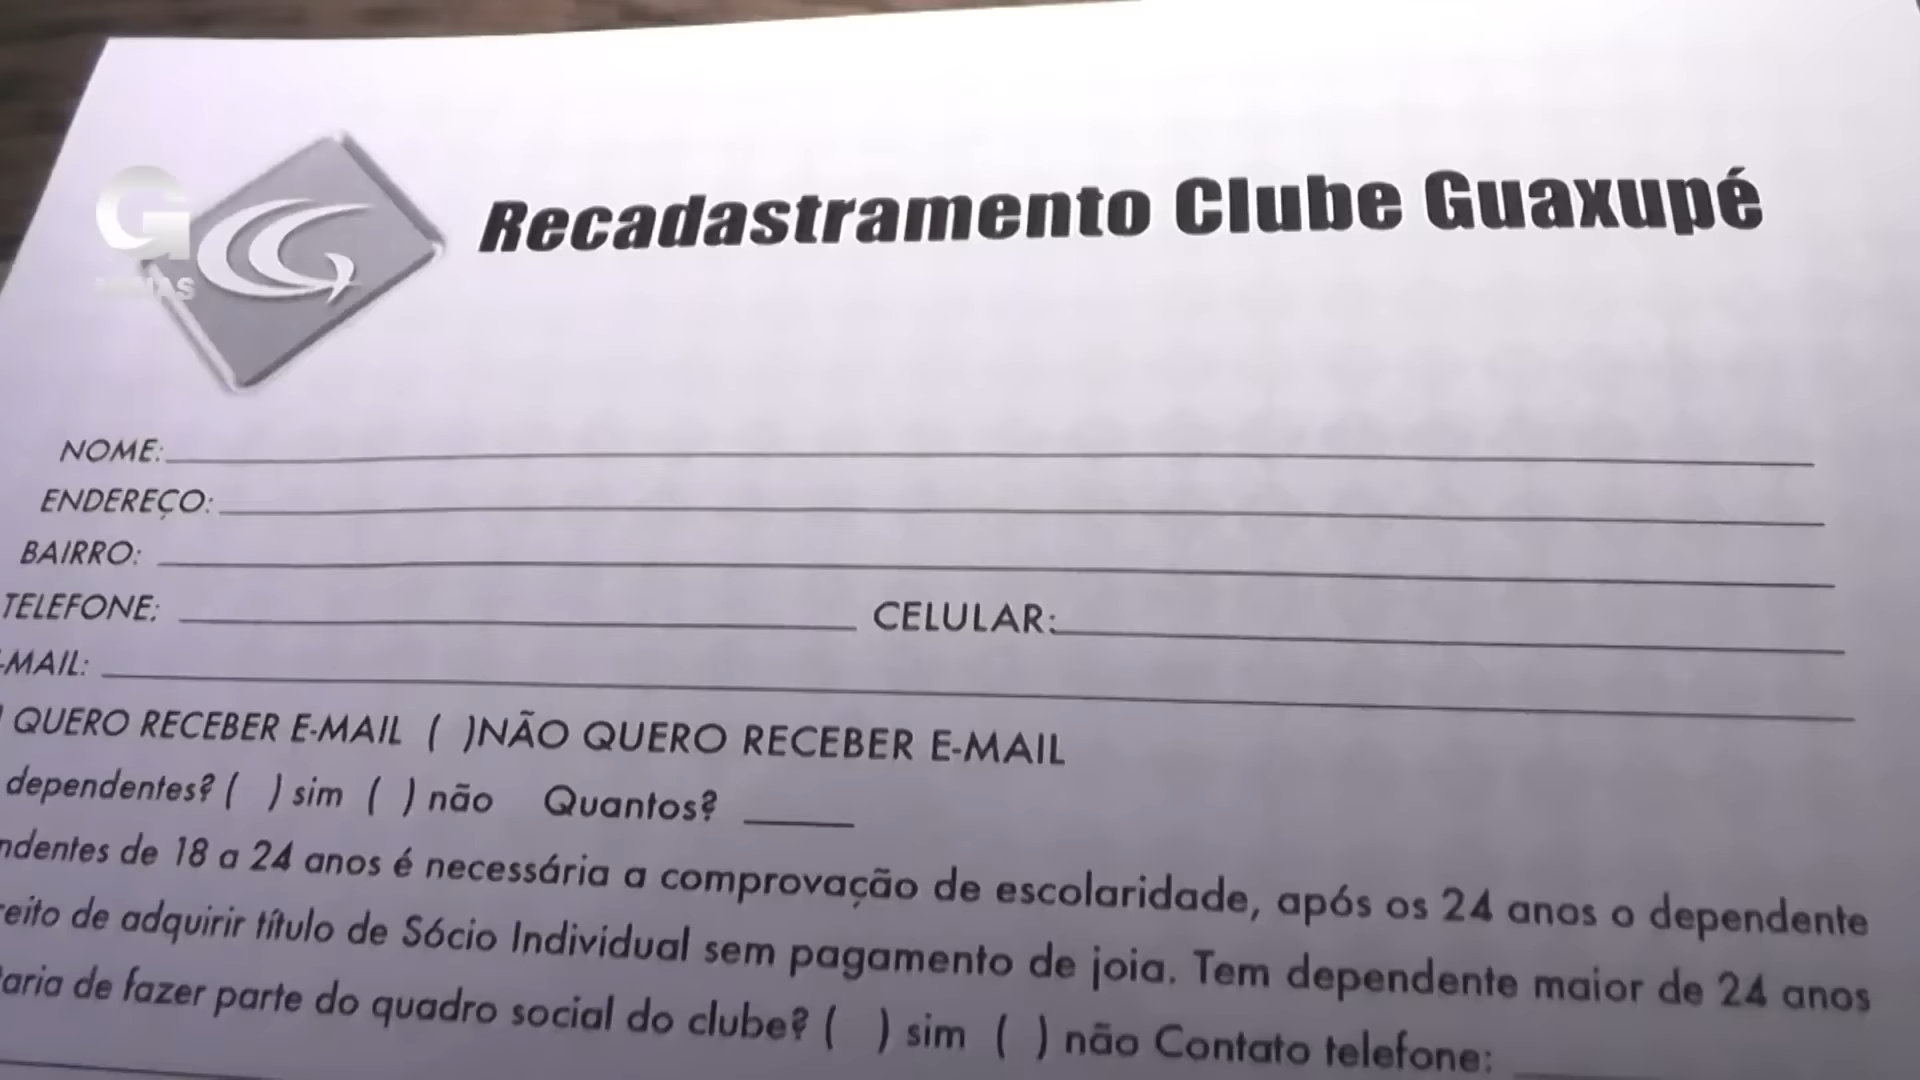 Recadastramento Clube Guaxupé
G
MINAS
NOME:
ENDEREÇO:
BAIRRO:
TELEFONE: CELULAR:
-MAIL:
QUERO RECEBER E-MAIL ( )NÃO QUERO RECEBER E-MAIL
dependentes? ( ) sim ( ) não Quantos?
ndentes de 18 a 24 anos é necessária a comprovação de escolaridade, após os 24 anos o dependente
reito de adquirir título de Sócio Individual sem pagamento de joia. Tem dependente maior de 24 anos
taria de fazer parte do quadro social do clube? ( ) sim ( ) não Contato telefone: